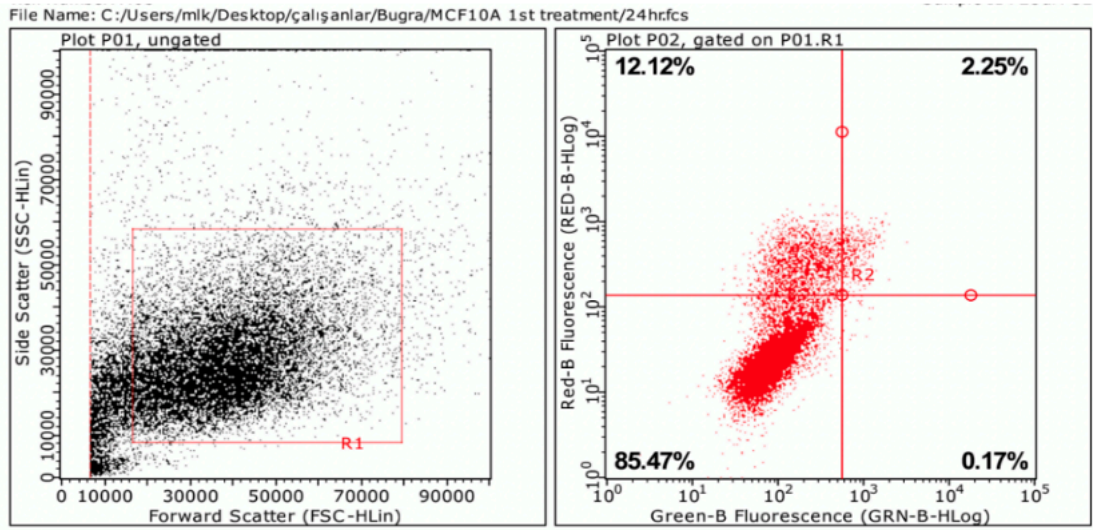 File Name: C:/Users/mlk/Desktop/çalışanlar/Bugra/MCF10A 1st treatment/24hr.fcs
Plot P01, ungated
Side Scatter (SSC-HLin)
90000
70000
50000
30000
10000
0
R1
0 10000 30000 50000 70000 90000
Forward Scatter (FSC-HLin)
Plot P02, gated on P01.R1
12.12% 2.25%
Red-B Fluorescence (RED-B-HLog)
10^5
10^4
10^3
10^2
10^1
10^0
R2
85.47% 0.17%
10^0 10^1 10^2 10^3 10^4 10^5
Green-B Fluorescence (GRN-B-HLog)